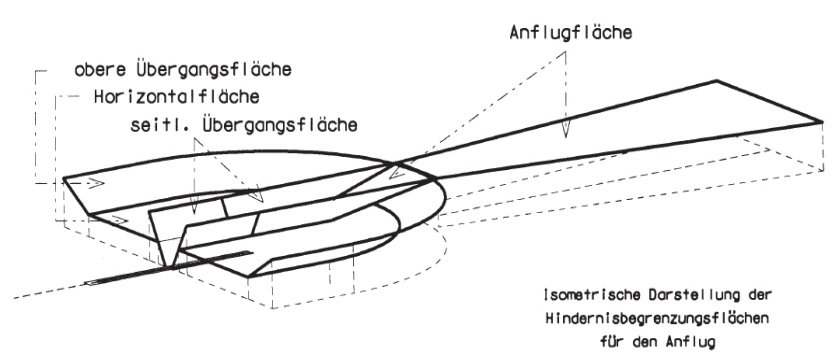 Anflugfläche
obere Übergangsfläche
Horizontalfläche
seitl. Übergangsfläche
Isometrische Darstellung der
Hindernisbegrenzungsflächen
für den Anflug